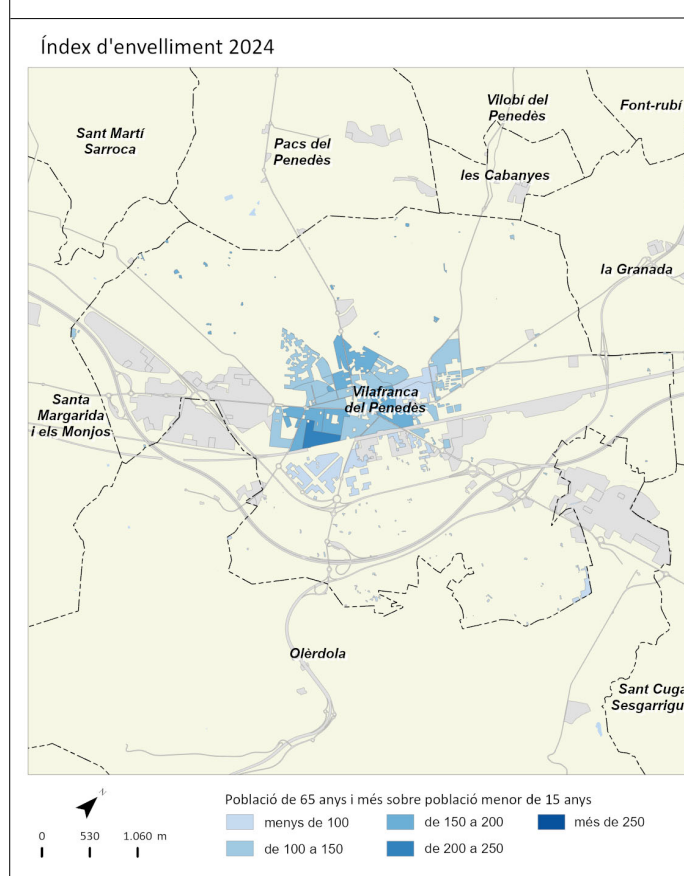 Índex d'envelliment 2024
Vilobí del
Penedès
Font-rubí
Sant Martí
Sarroca
Pacs del
Penedès
les Cabanyes
la Granada
Vilafranca
del Penedès
Santa
Margarida
i els Monjos
Olèrdola
Sant Cuga
Sesgarrigu
N
Població de 65 anys i més sobre població menor de 15 anys
0 530 1.060 m
menys de 100
de 150 a 200
més de 250
de 100 a 150
de 200 a 250